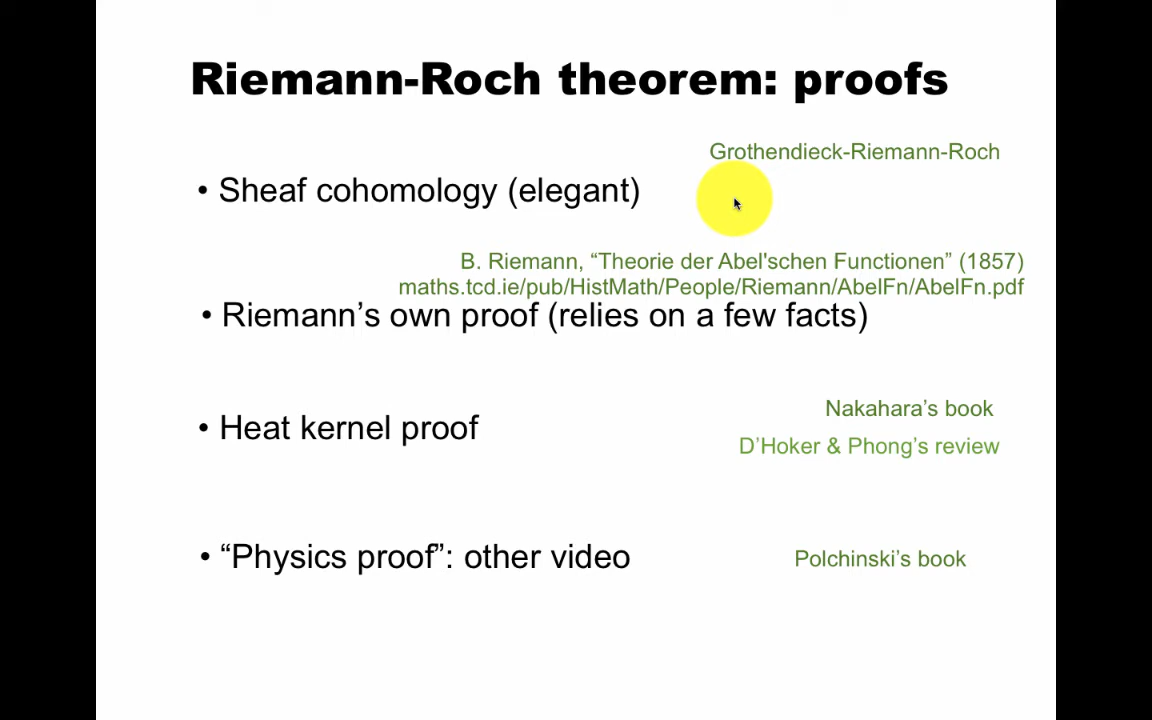 Riemann-Roch theorem: proofs
Grothendieck-Riemann-Roch
• Sheaf cohomology (elegant)
B. Riemann, “Theorie der Abel'schen Functionen” (1857)
maths.tcd.ie/pub/HistMath/People/Riemann/AbelFn/AbelFn.pdf
• Riemann’s own proof (relies on a few facts)
Nakahara’s book
• Heat kernel proof
D’Hoker & Phong’s review
• “Physics proof”: other video
Polchinski’s book